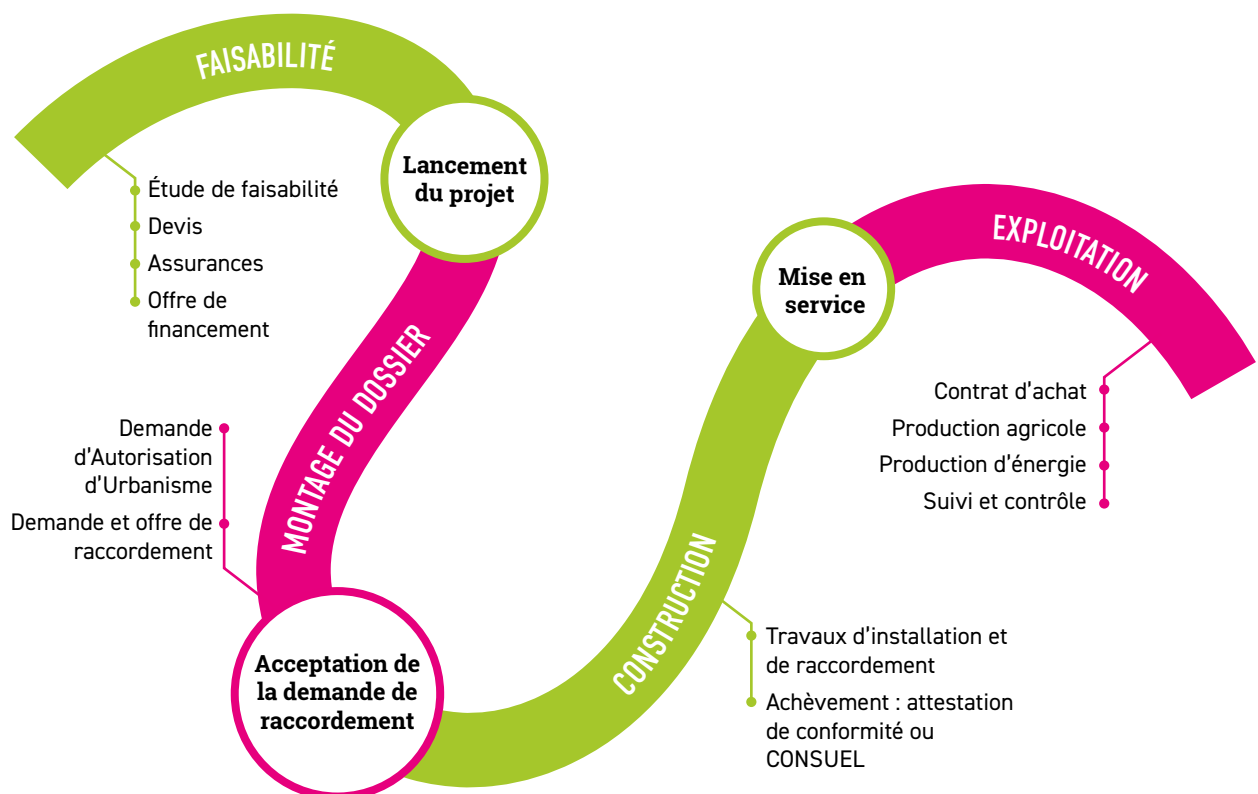 FAISABILITÉ
Étude de faisabilité
Devis
Assurances
Offre de
financement
Lancement
du projet
MONTAGE DU DOSSIER
Demande
d'Autorisation
d'Urbanisme
Demande et offre de
raccordement
Acceptation de
la demande de
raccordement
CONSTRUCTION
Travaux d'installation et
de raccordement
Achèvement : attestation
de conformité ou
CONSUEL
Mise en
service
EXPLOITATION
Contrat d'achat
Production agricole
Production d'énergie
Suivi et contrôle